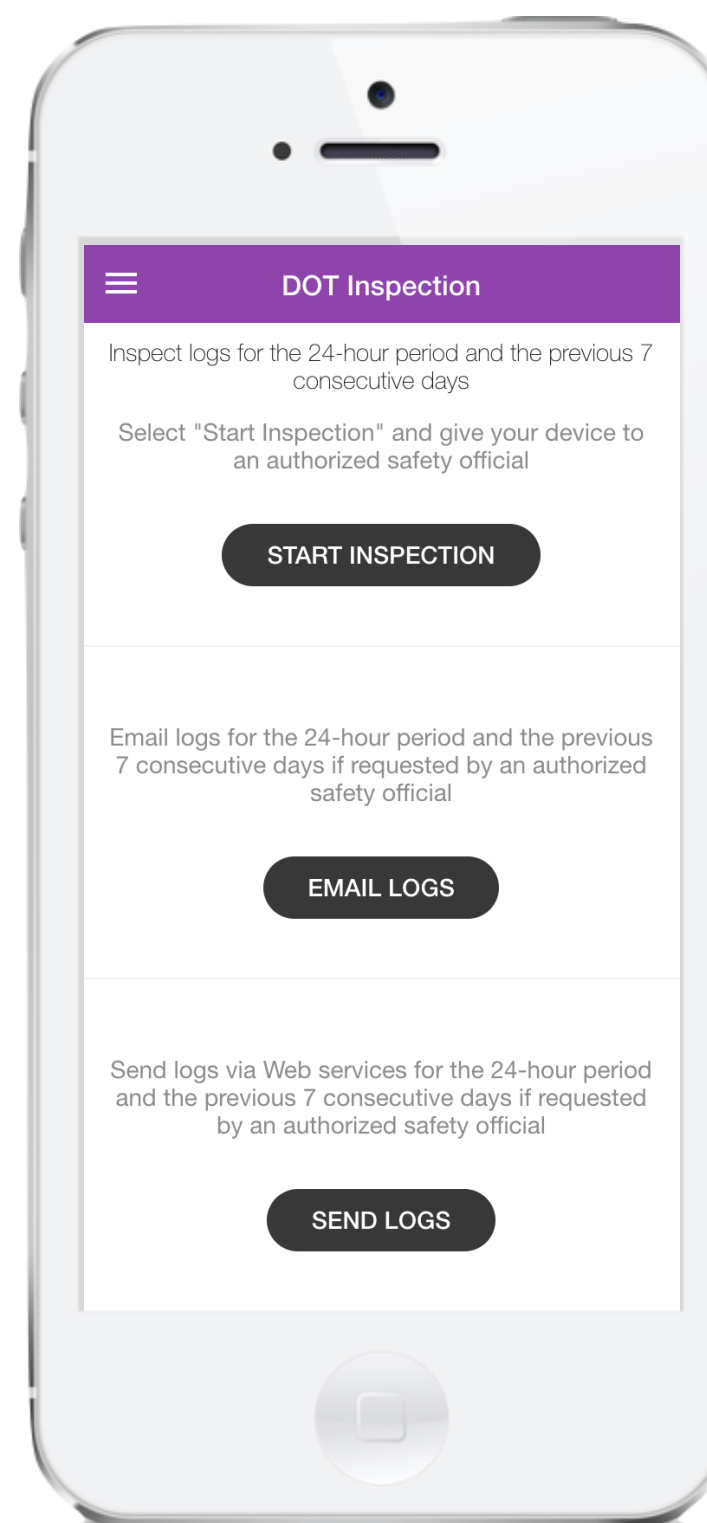 DOT Inspection
Inspect logs for the 24-hour period and the previous 7
consecutive days
Select "Start Inspection" and give your device to
an authorized safety official
START INSPECTION
Email logs for the 24-hour period and the previous
7 consecutive days if requested by an authorized
safety official
EMAIL LOGS
Send logs via Web services for the 24-hour period
and the previous 7 consecutive days if requested
by an authorized safety official
SEND LOGS